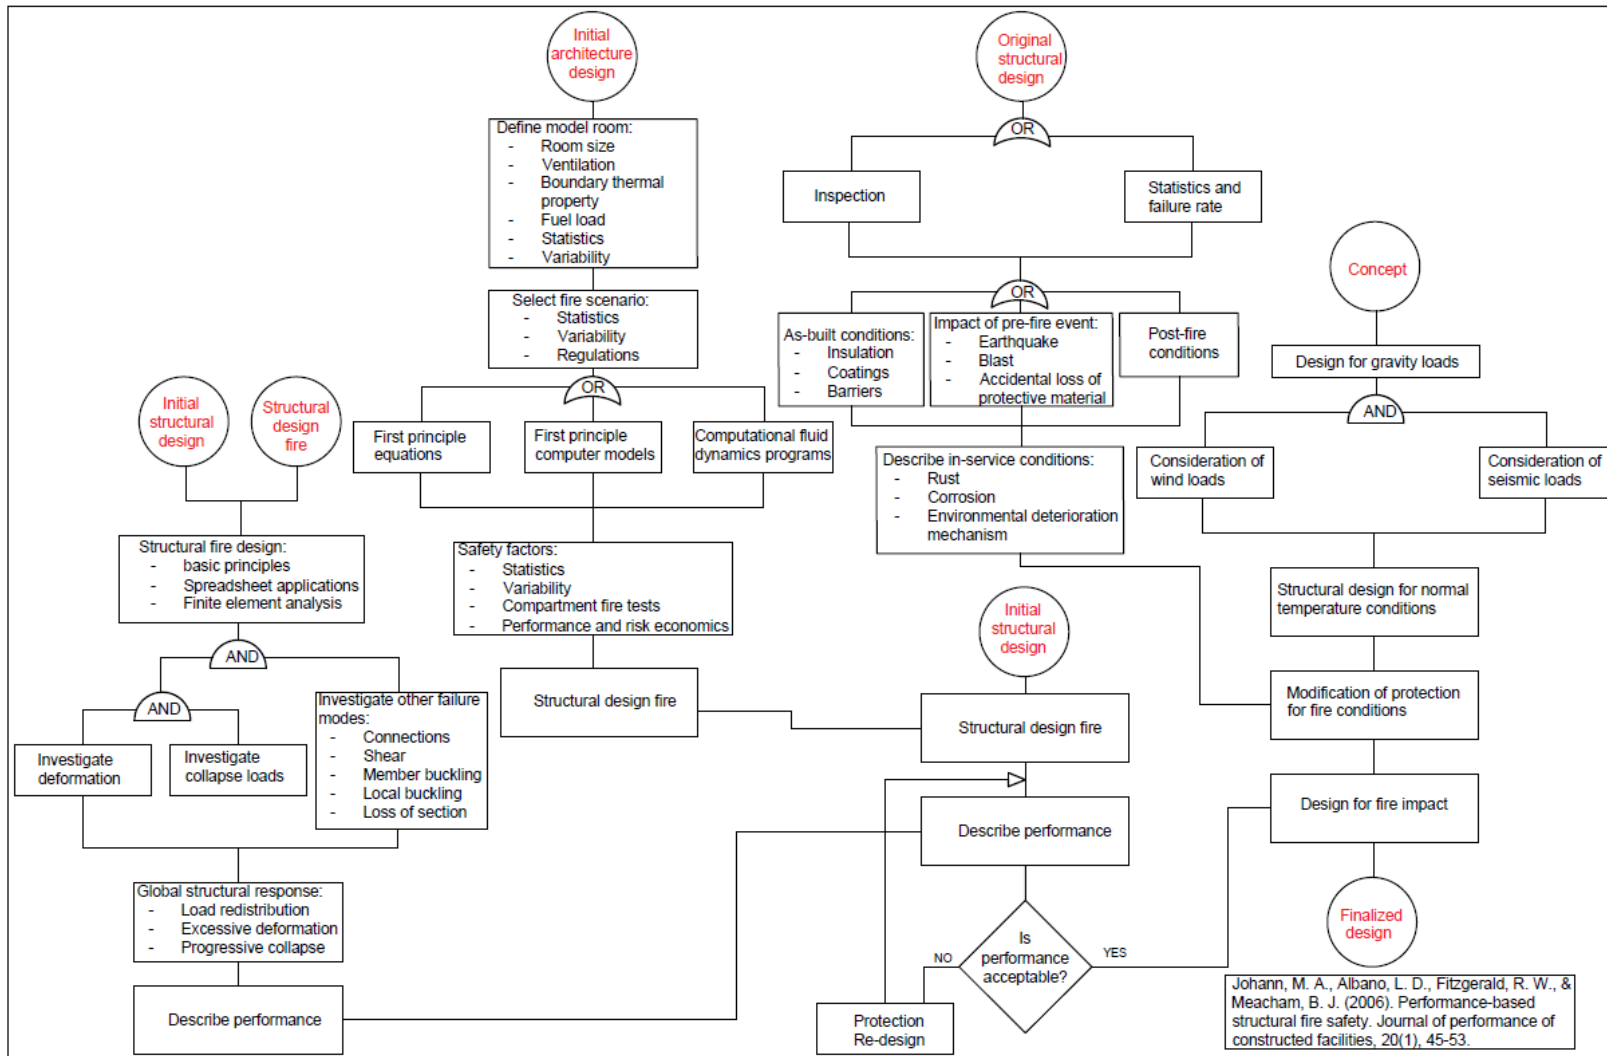 Initial
architecture
design
Define model room:
- Room size
- Ventilation
- Boundary thermal
property
- Fuel load
- Statistics
- Variability
Select fire scenario:
- Statistics
- Variability
- Regulations
OR
First principle
equations
First principle
computer models
Computational fluid
dynamics programs
Safety factors:
- Statistics
- Variability
- Compartment fire tests
- Performance and risk economics
Structural design fire
Initial
structural
design
Structural
design
fire
Structural fire design:
- basic principles
- Spreadsheet applications
- Finite element analysis
AND
AND
Investigate
deformation
Investigate
collapse loads
Investigate other failure
modes:
- Connections
- Shear
- Member buckling
- Local buckling
- Loss of section
Global structural response:
- Load redistribution
- Excessive deformation
- Progressive collapse
Describe performance
Original
structural
design
OR
Inspection
Statistics and
failure rate
OR
As-built conditions:
- Insulation
- Coatings
- Barriers
Impact of pre-fire event:
- Earthquake
- Blast
- Accidental loss of
protective material
Post-fire
conditions
Describe in-service conditions:
- Rust
- Corrosion
- Environmental deterioration
mechanism
Initial
structural
design
Structural design fire
Describe performance
Is
performance
acceptable?
NO
YES
Protection
Re-design
Concept
Design for gravity loads
AND
Consideration of
wind loads
Consideration of
seismic loads
Structural design for normal
temperature conditions
Modification of protection
for fire conditions
Design for fire impact
Finalized
design
Johann, M. A., Albano, L. D., Fitzgerald, R. W., &
Meacham, B. J. (2006). Performance-based
structural fire safety. Journal of performance of
constructed facilities, 20(1), 45-53.